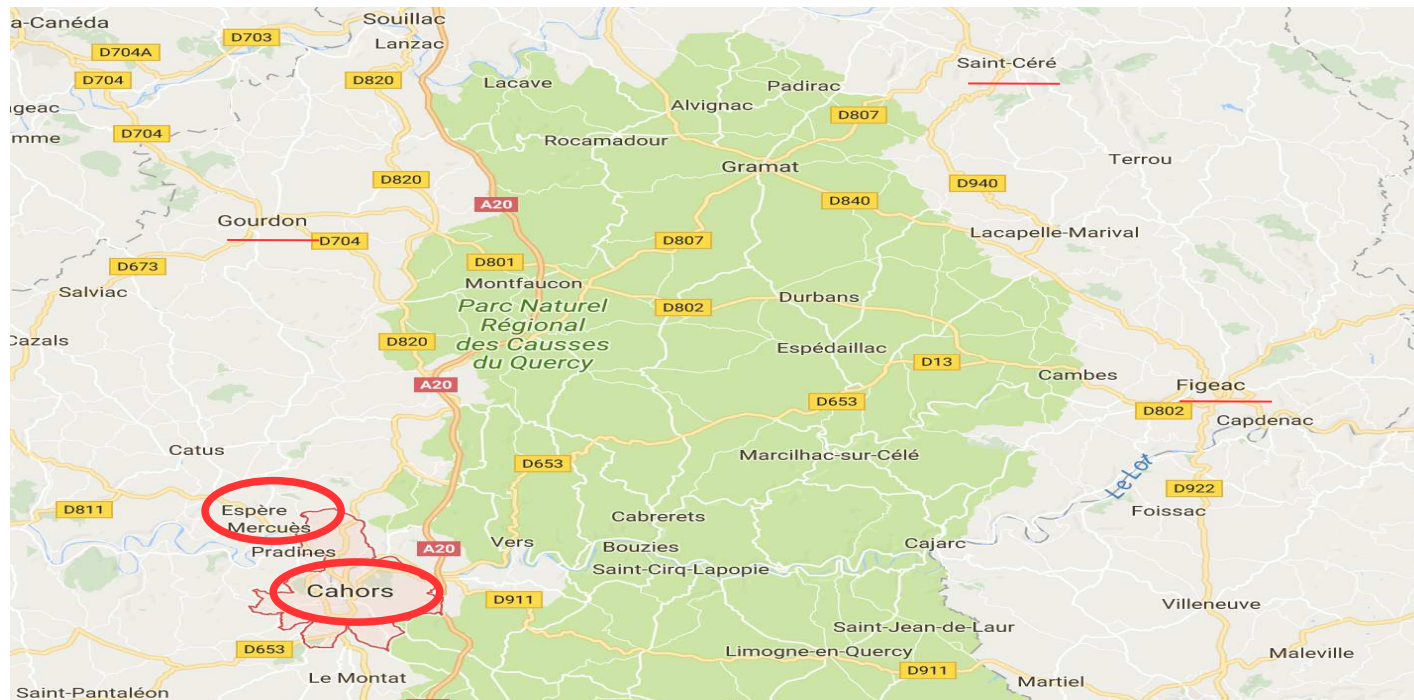 a-Canéda
D704A
D703
Souillac
Lanzac
D704
D820
Lacave
Padirac
Saint-Céré
ageac
Alvignac
D807
mme
D704
Rocamadour
Terrou
Gramat
D820
D940
A20
D840
Gourdon
D704
D807
Lacapelle-Marival
D673
D801
Salviac
Montfaucon
Durbans
Parc Naturel
Régional
des Causses
du Quercy
D802
Cazals
D820
Espédaillac
D13
Cambes
A20
Figeac
D653
D802
Capdenac
Catus
D653
Marcilhac-sur-Célé
Le Lot
D922
D811
Espère
Mercuès
Cabrerets
Foissac
Pradines
A20
Vers
Bouzies
Cajarc
Saint-Cirq-Lapopie
Cahors
D911
Villeneuve
Saint-Jean-de-Laur
D653
Limogne-en-Quercy
D911
Maleville
Le Montat
Martiel
Saint-Pantaléon